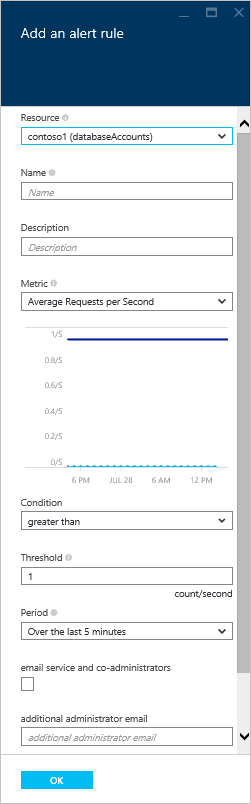 Add an alert rule
Resource
contoso1 (databaseAccounts)
Name
Name
Description
Description
Metric
Average Requests per Second
1/S
0.8/S
0.6/S
0.4/S
0.2/S
0/S
6 PM JUL 28 6 AM 12 PM
Condition
greater than
Threshold
1
count/second
Period
Over the last 5 minutes
email service and co-administrators
additional administrator email
additional administrator email
OK